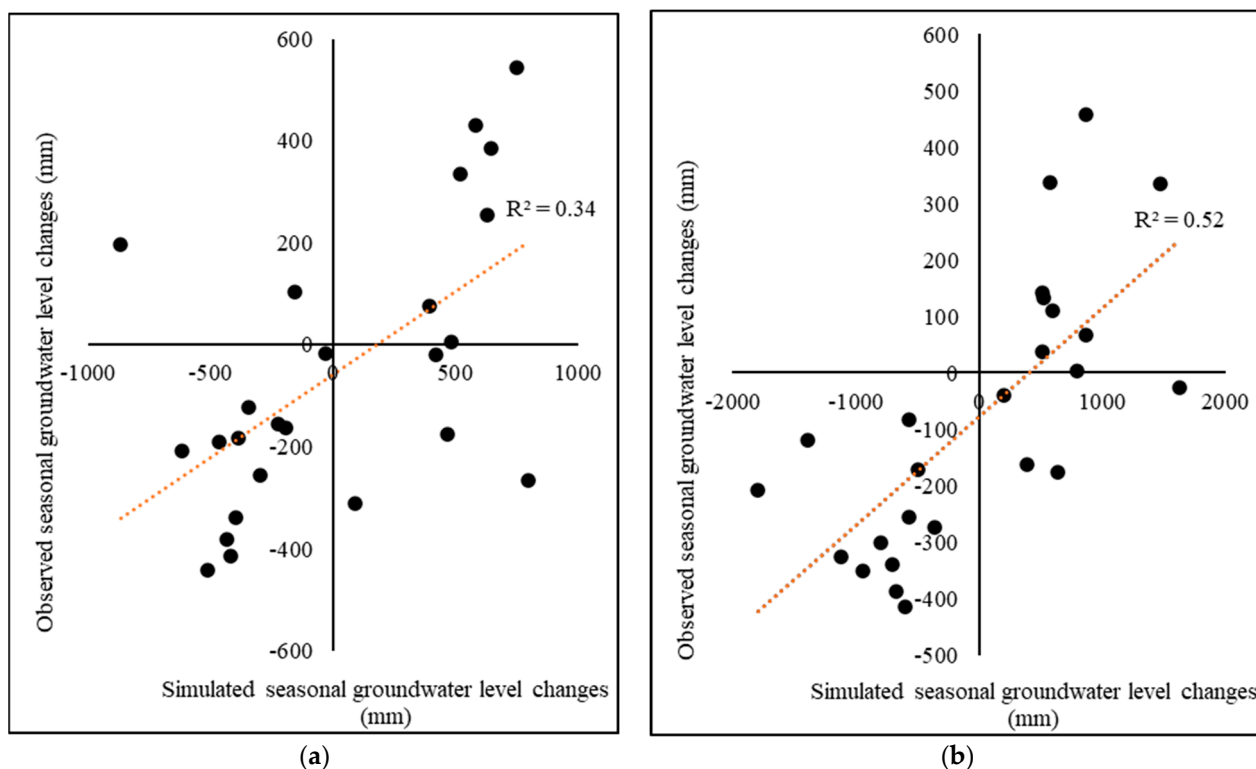 600
400
200
0
-200
-400
-600
-1000
-500
0
500
1000
R² = 0.34
Observed seasonal groundwater level changes (mm)
Simulated seasonal groundwater level changes
(mm)
(a)
600
500
400
300
200
100
0
-100
-200
-300
-400
-500
-2000
-1000
0
1000
2000
R² = 0.52
Observed seasonal groundwater level changes (mm)
Simulated seasonal groundwater level changes
(mm)
(b)